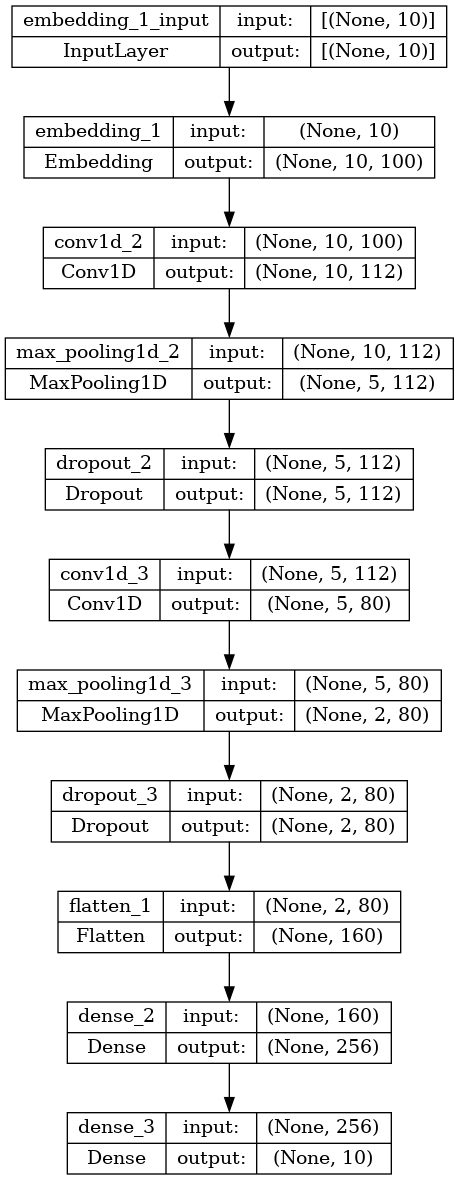 embedding_1_input input: [(None, 10)]
InputLayer output: [(None, 10)]
embedding_1 input: (None, 10)
Embedding output: (None, 10, 100)
conv1d_2 input: (None, 10, 100)
Conv1D output: (None, 10, 112)
max_pooling1d_2 input: (None, 10, 112)
MaxPooling1D output: (None, 5, 112)
dropout_2 input: (None, 5, 112)
Dropout output: (None, 5, 112)
conv1d_3 input: (None, 5, 112)
Conv1D output: (None, 5, 80)
max_pooling1d_3 input: (None, 5, 80)
MaxPooling1D output: (None, 2, 80)
dropout_3 input: (None, 2, 80)
Dropout output: (None, 2, 80)
flatten_1 input: (None, 2, 80)
Flatten output: (None, 160)
dense_2 input: (None, 160)
Dense output: (None, 256)
dense_3 input: (None, 256)
Dense output: (None, 10)